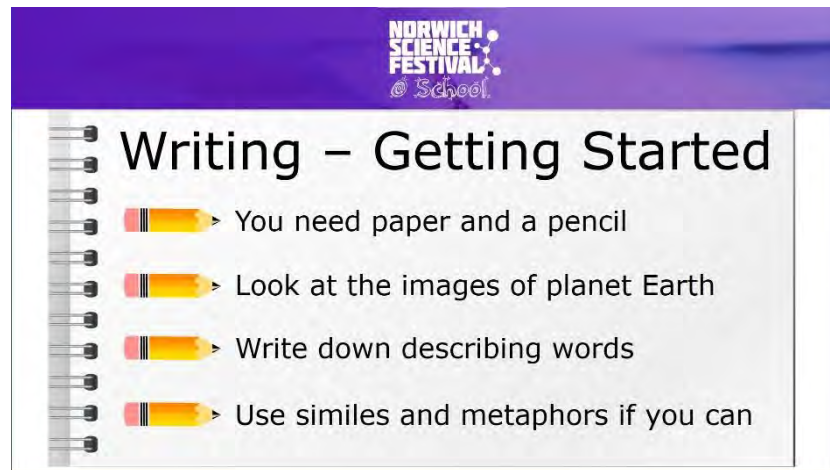 NORWICH
SCIENCE
FESTIVAL
@ School
Writing – Getting Started
You need paper and a pencil
Look at the images of planet Earth
Write down describing words
Use similes and metaphors if you can